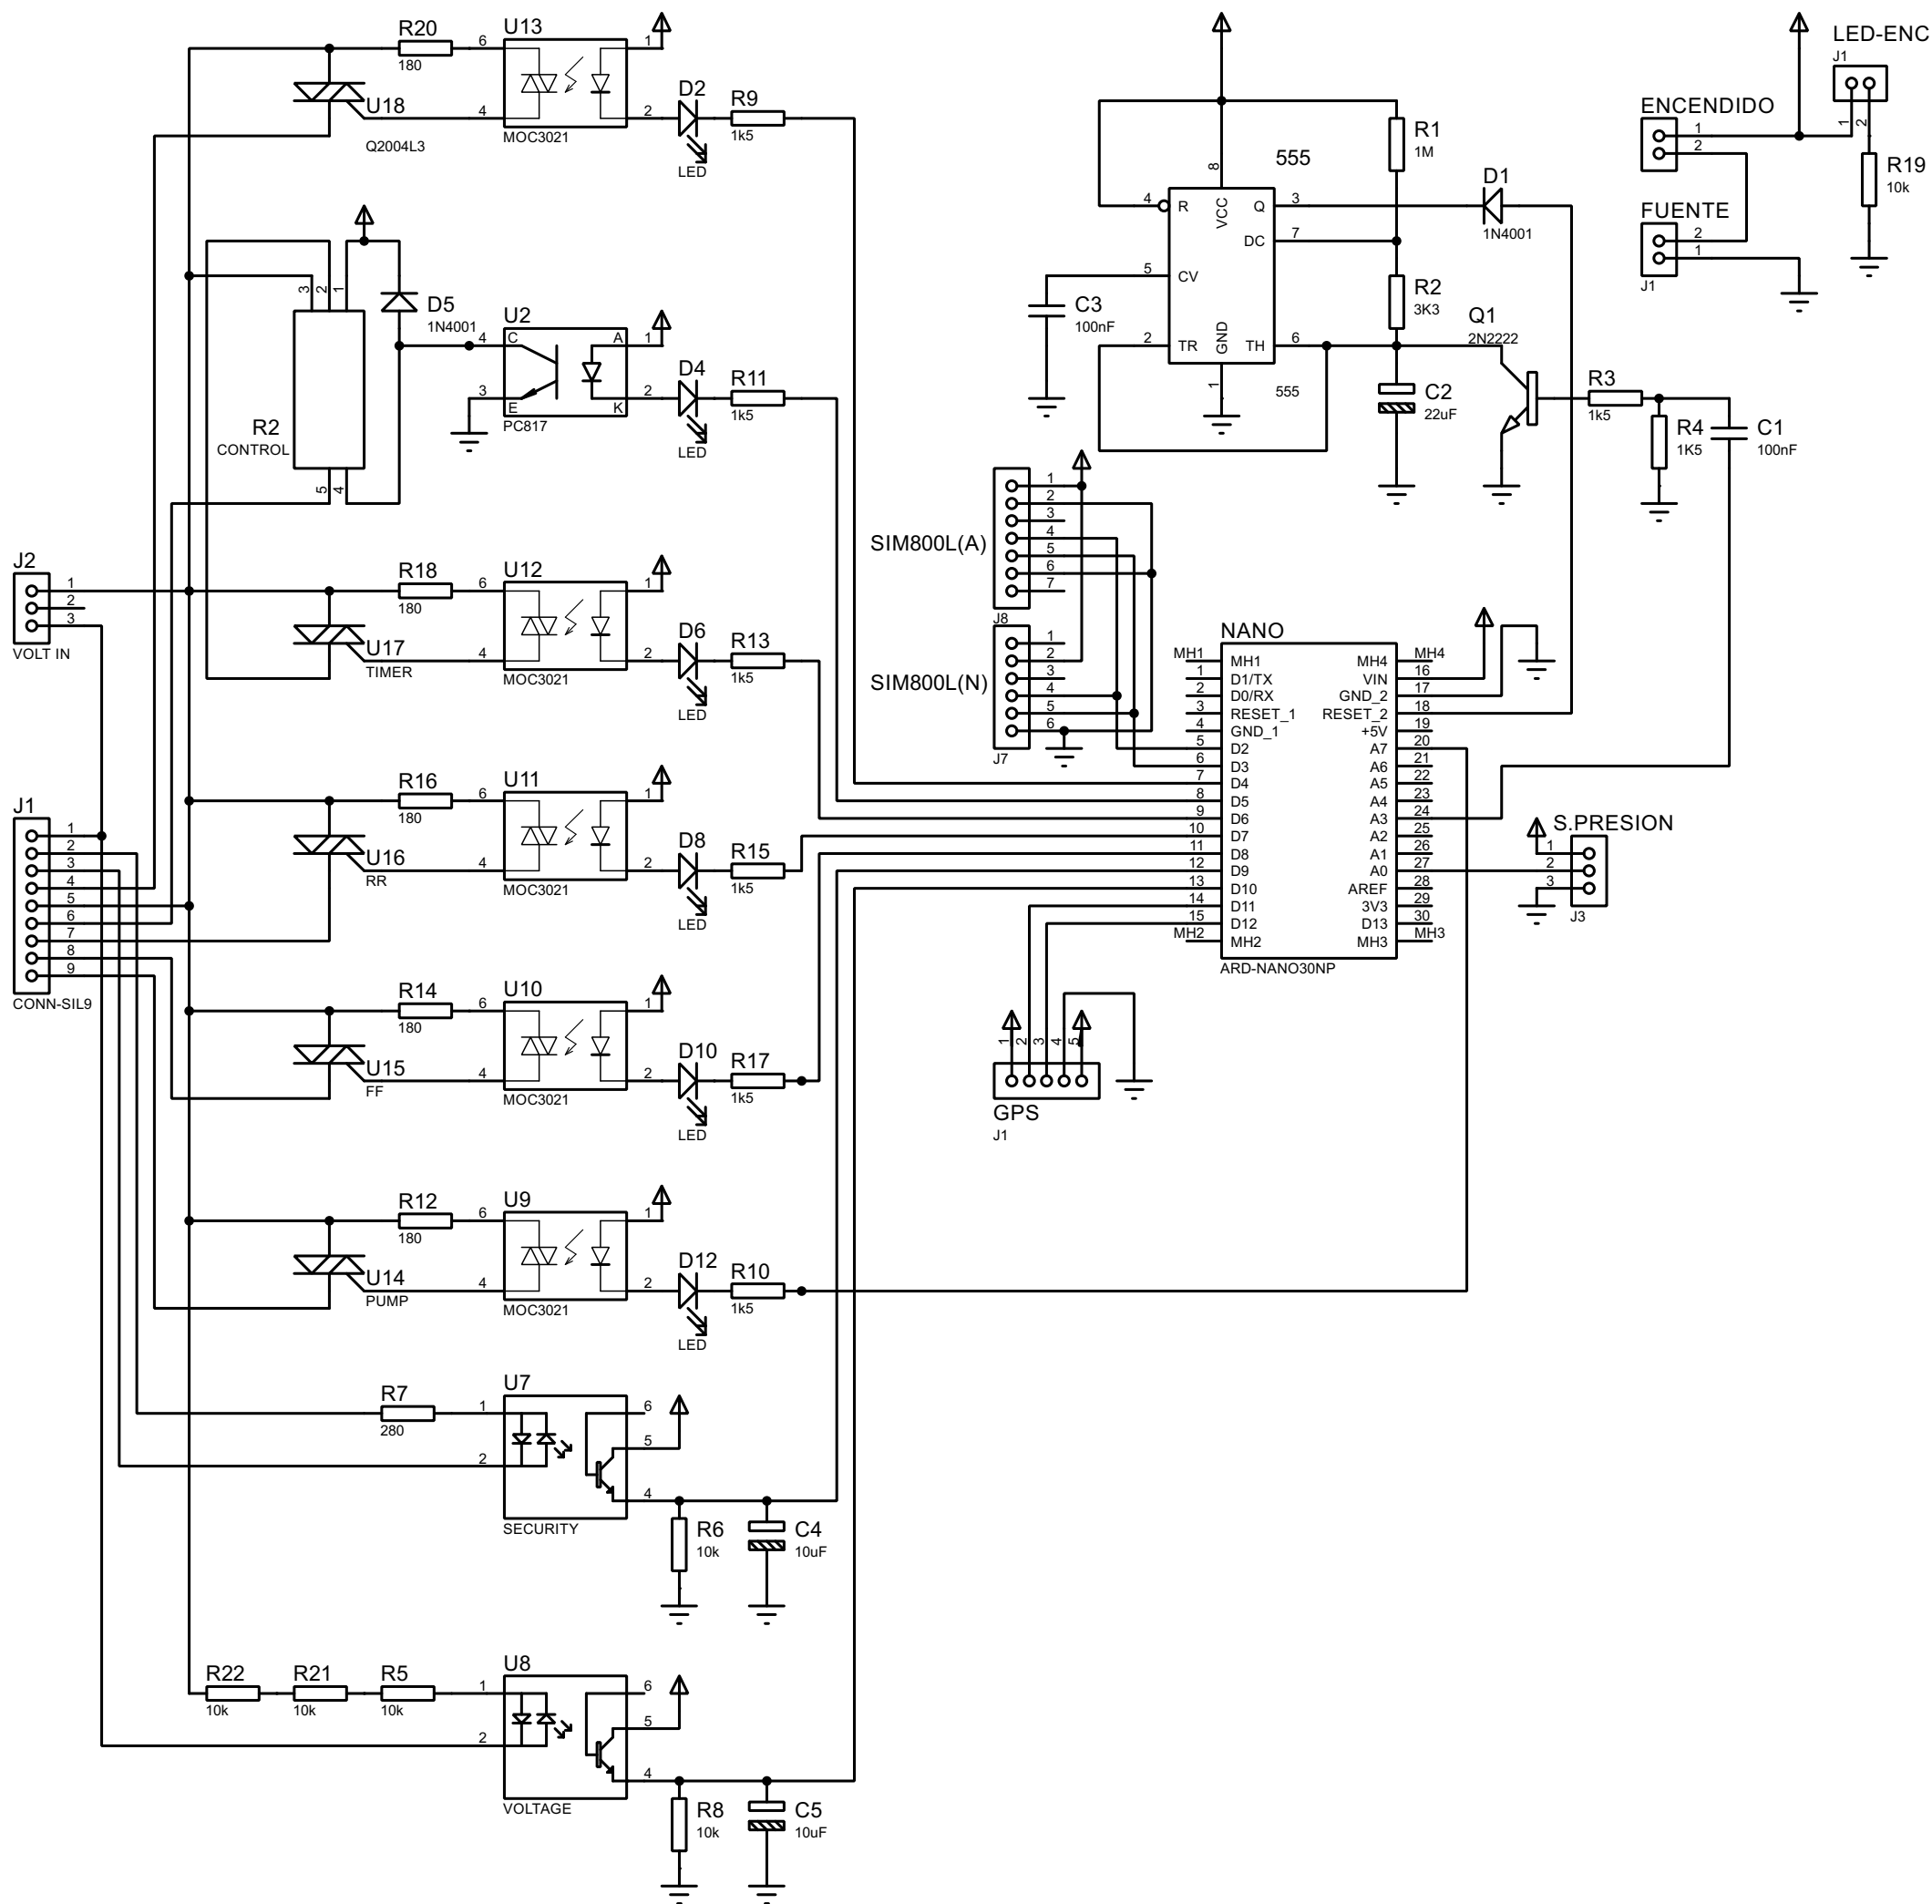 R20
180
6
4
U13
1
2
MOC3021
U18
Q2004L3
D2
LED
R9
1k5
3
2
1
R2
CONTROL
5
4
D5
1N4001
U2
4
C
A
1
3
E
K
2
PC817
D4
LED
R11
1k5
J2
1
2
3
VOLT IN
R18
180
6
4
U12
1
2
MOC3021
U17
TIMER
D6
LED
R13
1k5
J1
1
2
3
4
5
6
7
8
9
CONN-SIL9
R16
180
6
4
U11
1
2
MOC3021
U16
RR
D8
LED
R15
1k5
R14
180
6
4
U10
1
2
MOC3021
U15
FF
D10
LED
R17
1k5
R12
180
6
4
U9
1
2
MOC3021
U14
PUMP
D12
LED
R10
1k5
R7
280
1
2
U7
6
5
4
SECURITY
R6
10k
C4
10uF
R22
10k
R21
10k
R5
10k
1
2
U8
6
5
4
VOLTAGE
R8
10k
C5
10uF
555
4
R
8
VCC
Q
3
DC
7
5
CV
2
TR
GND
1
TH
6
555
R1
1M
R2
3K3
C3
100nF
C2
22uF
D1
1N4001
Q1
2N2222
R3
1k5
R4
1K5
C1
100nF
ENCENDIDO
1
2
FUENTE
2
1
J1
LED-ENC
J1
1
2
R19
10k
SIM800L(A)
1
2
3
4
5
6
7
J8
SIM800L(N)
1
2
3
4
5
6
J7
NANO
MH1 MH1 MH4 MH4
1 D1/TX VIN 16
2 D0/RX GND_2 17
3 RESET_1 RESET_2 18
4 GND_1 +5V 19
5 D2 A7 20
6 D3 A6 21
7 D4 A5 22
8 D5 A4 23
9 D6 A3 24
10 D7 A2 25
11 D8 A1 26
12 D9 A0 27
13 D10 AREF 28
14 D11 3V3 29
15 D12 D13 30
MH2 MH2 MH3 MH3
ARD-NANO30NP
S.PRESION
1
2
3
J3
1
2
3
4
5
GPS
J1